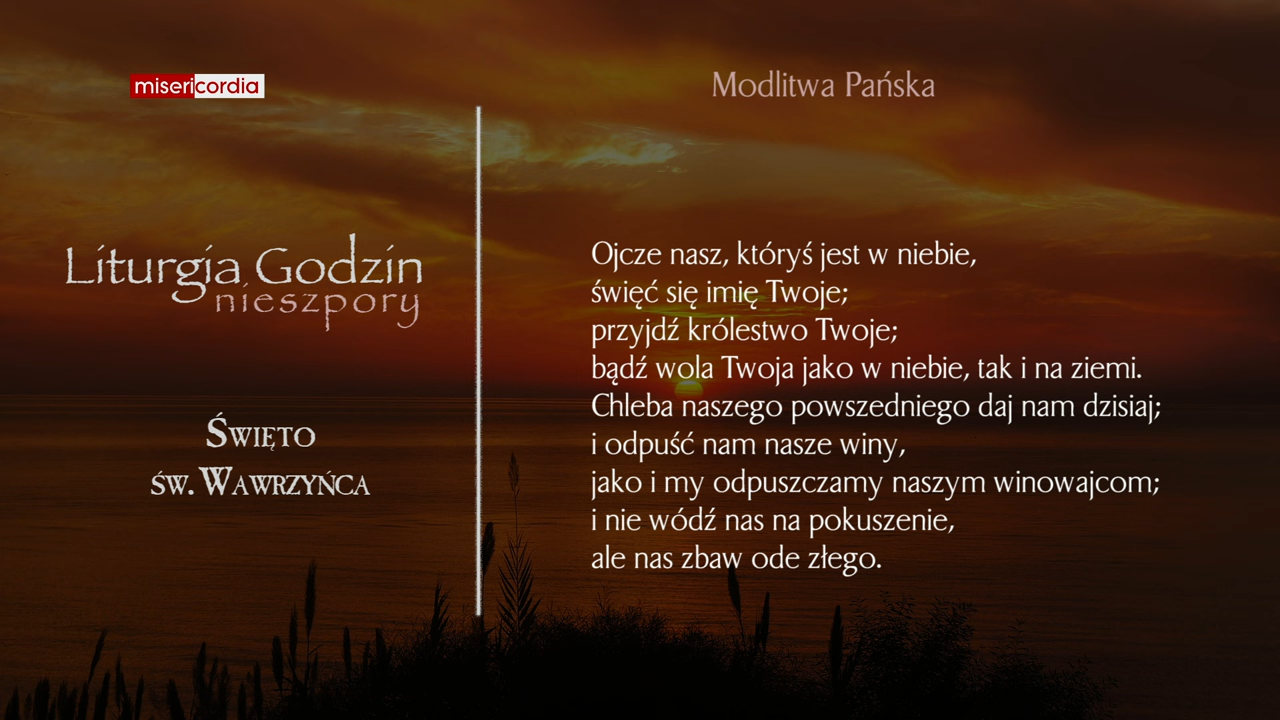 misericordia
Liturgia Godzin
nieszpory
Święto
św. Wawrzyńca
Modlitwa Pańska
Ojcze nasz, któryś jest w niebie,
święć się imię Twoje;
przyjdź królestwo Twoje;
bądź wola Twoja jako w niebie, tak i na ziemi.
Chleba naszego powszedniego daj nam dzisiaj;
i odpuść nam nasze winy,
jako i my odpuszczamy naszym winowajcom;
i nie wódź nas na pokuszenie,
ale nas zbaw ode złego.